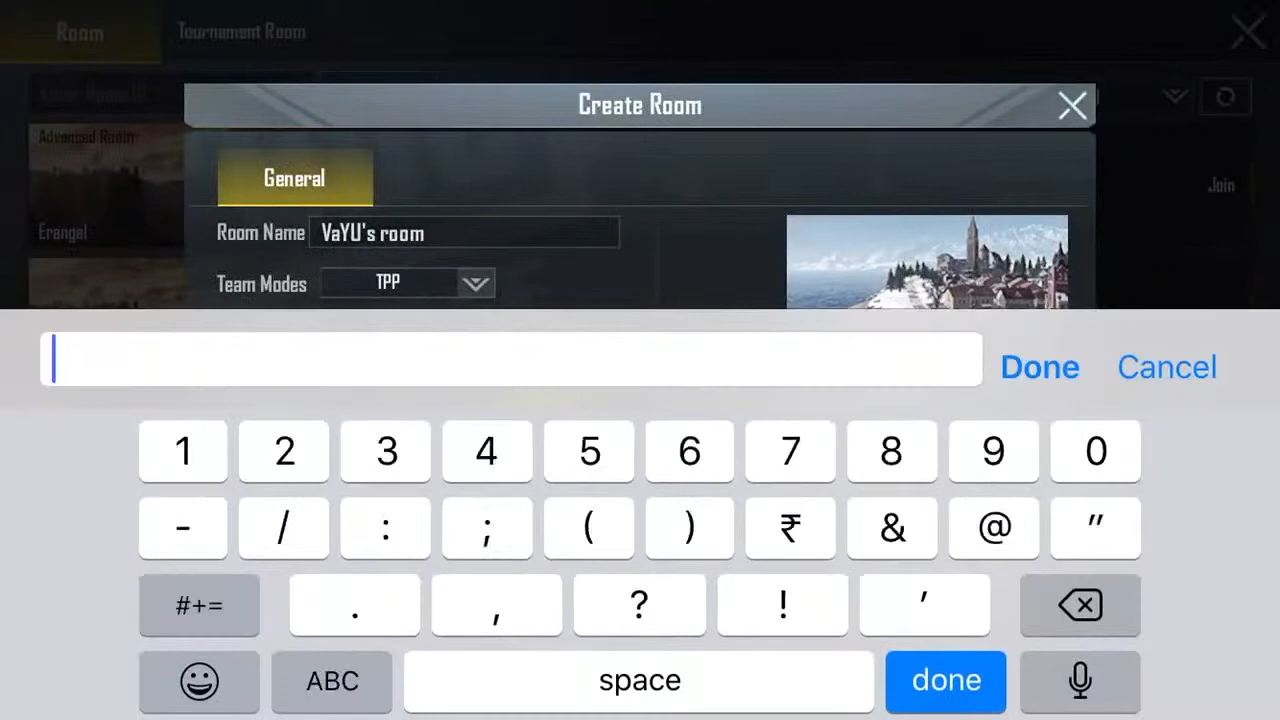 Room
Tournament Room
Create Room
Advanced Room
General
Join
Erangel
Room Name VaYU's room
Team Modes TPP
Done Cancel
1 2 3 4 5 6 7 8 9 0
- / : ; ( ) ₹ & @ "
#+= . , ? ! '
ABC space done